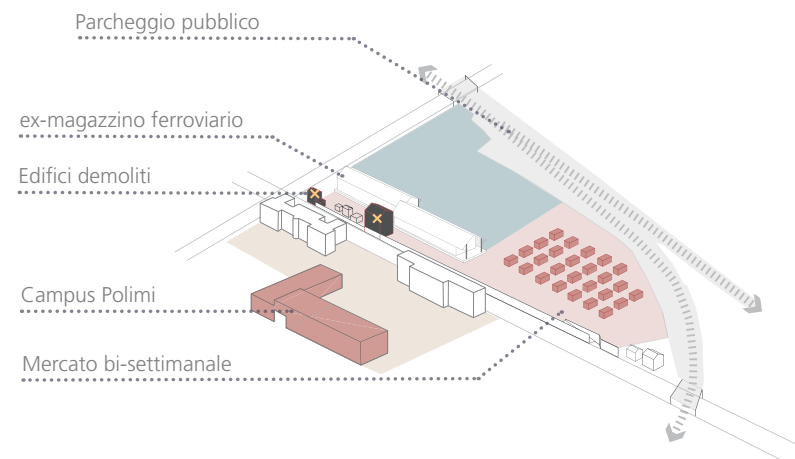 Parcheggio pubblico
ex-magazzino ferroviario
Edifici demoliti
Campus Polimi
Mercato bi-settimanale